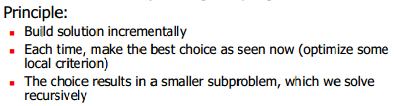 Principle:
Build solution incrementally
Each time, make the best choice as seen now (optimize some
local criterion)
The choice results in a smaller subproblem, which we solve
recursively